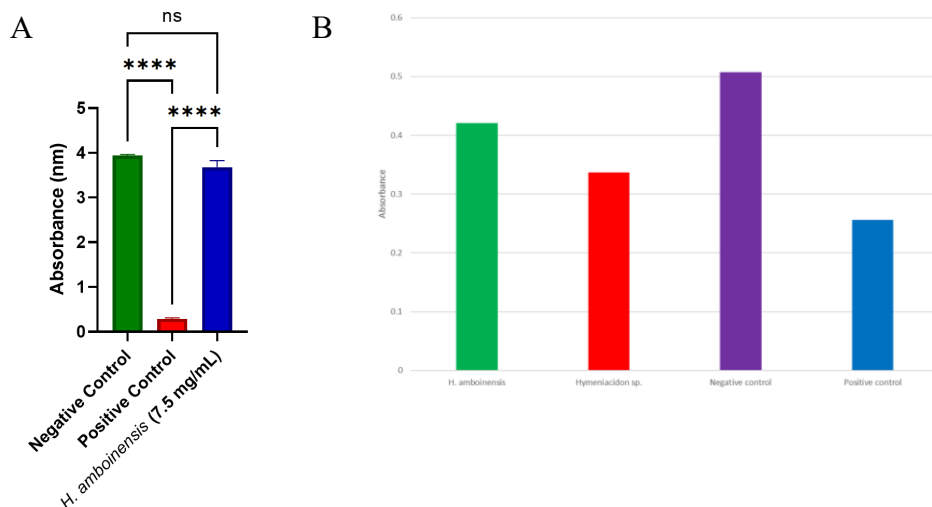 A
ns
****
****
5
4
3
2
1
0
Absorbance (nm)
Negative Control
Positive Control
H. amboinensis (7.5 mg/mL)
B
0.6
0.5
0.4
0.3
0.2
0.1
0
Absorbance
H. amboinensis
Hymeniacidon sp.
Negative control
Positive control